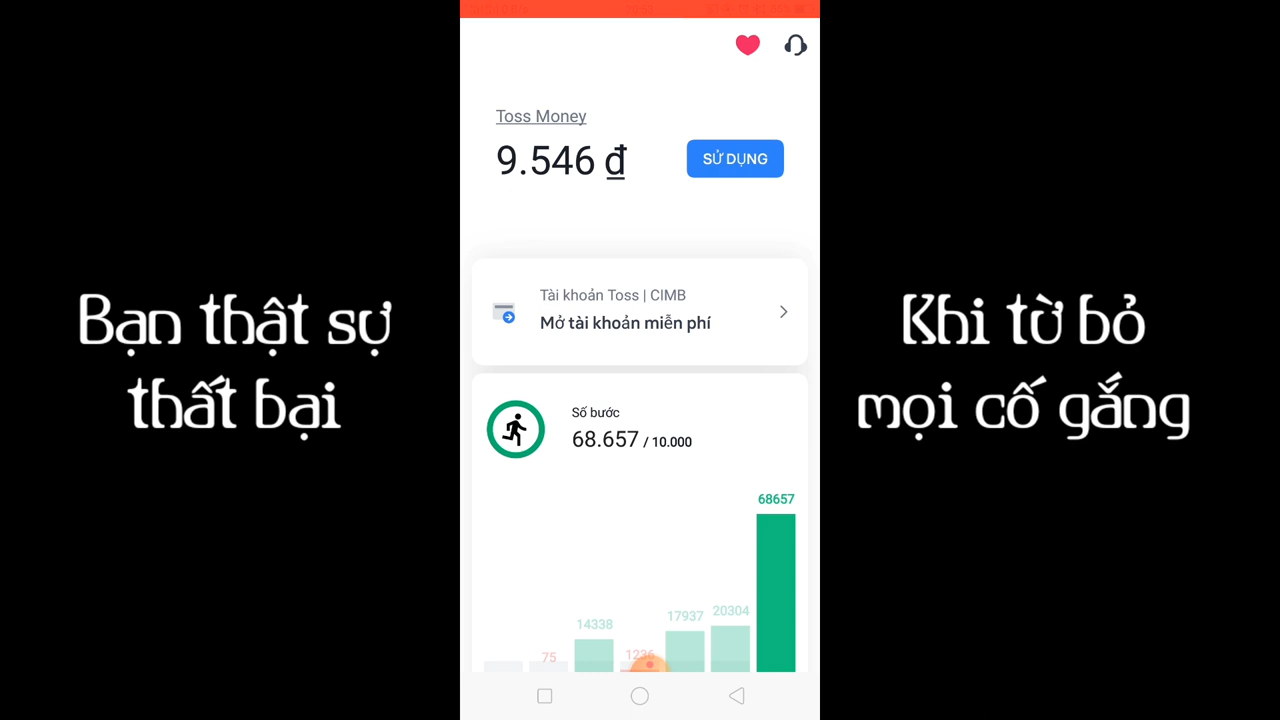 Bạn thật sự
thất bại
Toss Money
9.546 ₫
SỬ DỤNG
Tài khoản Toss | CIMB
Mở tài khoản miễn phí
Số bước
68.657 / 10.000
68657
20304
17937
14338
1236
75
Khi từ bỏ
mọi cố gắng